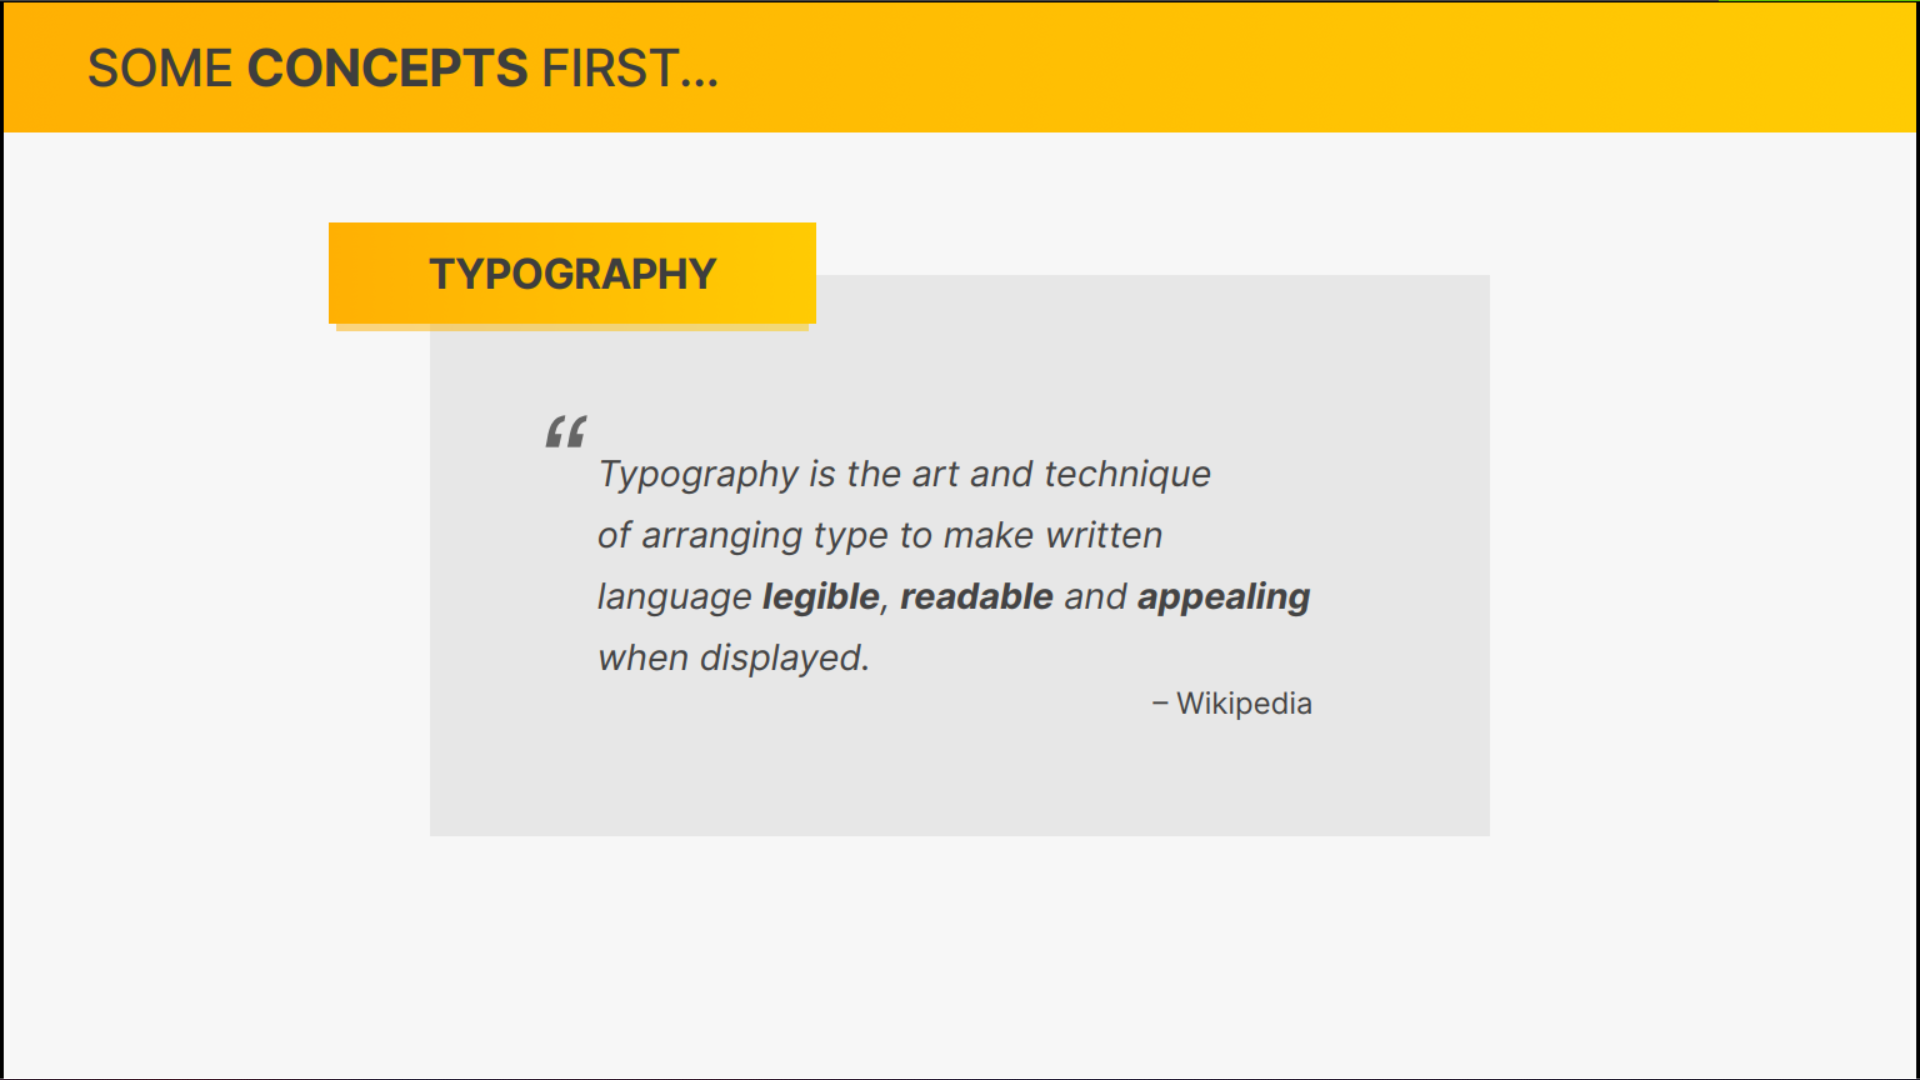 SOME CONCEPTS FIRST...
TYPOGRAPHY
“
Typography is the art and technique
of arranging type to make written
language legible, readable and appealing
when displayed.
– Wikipedia